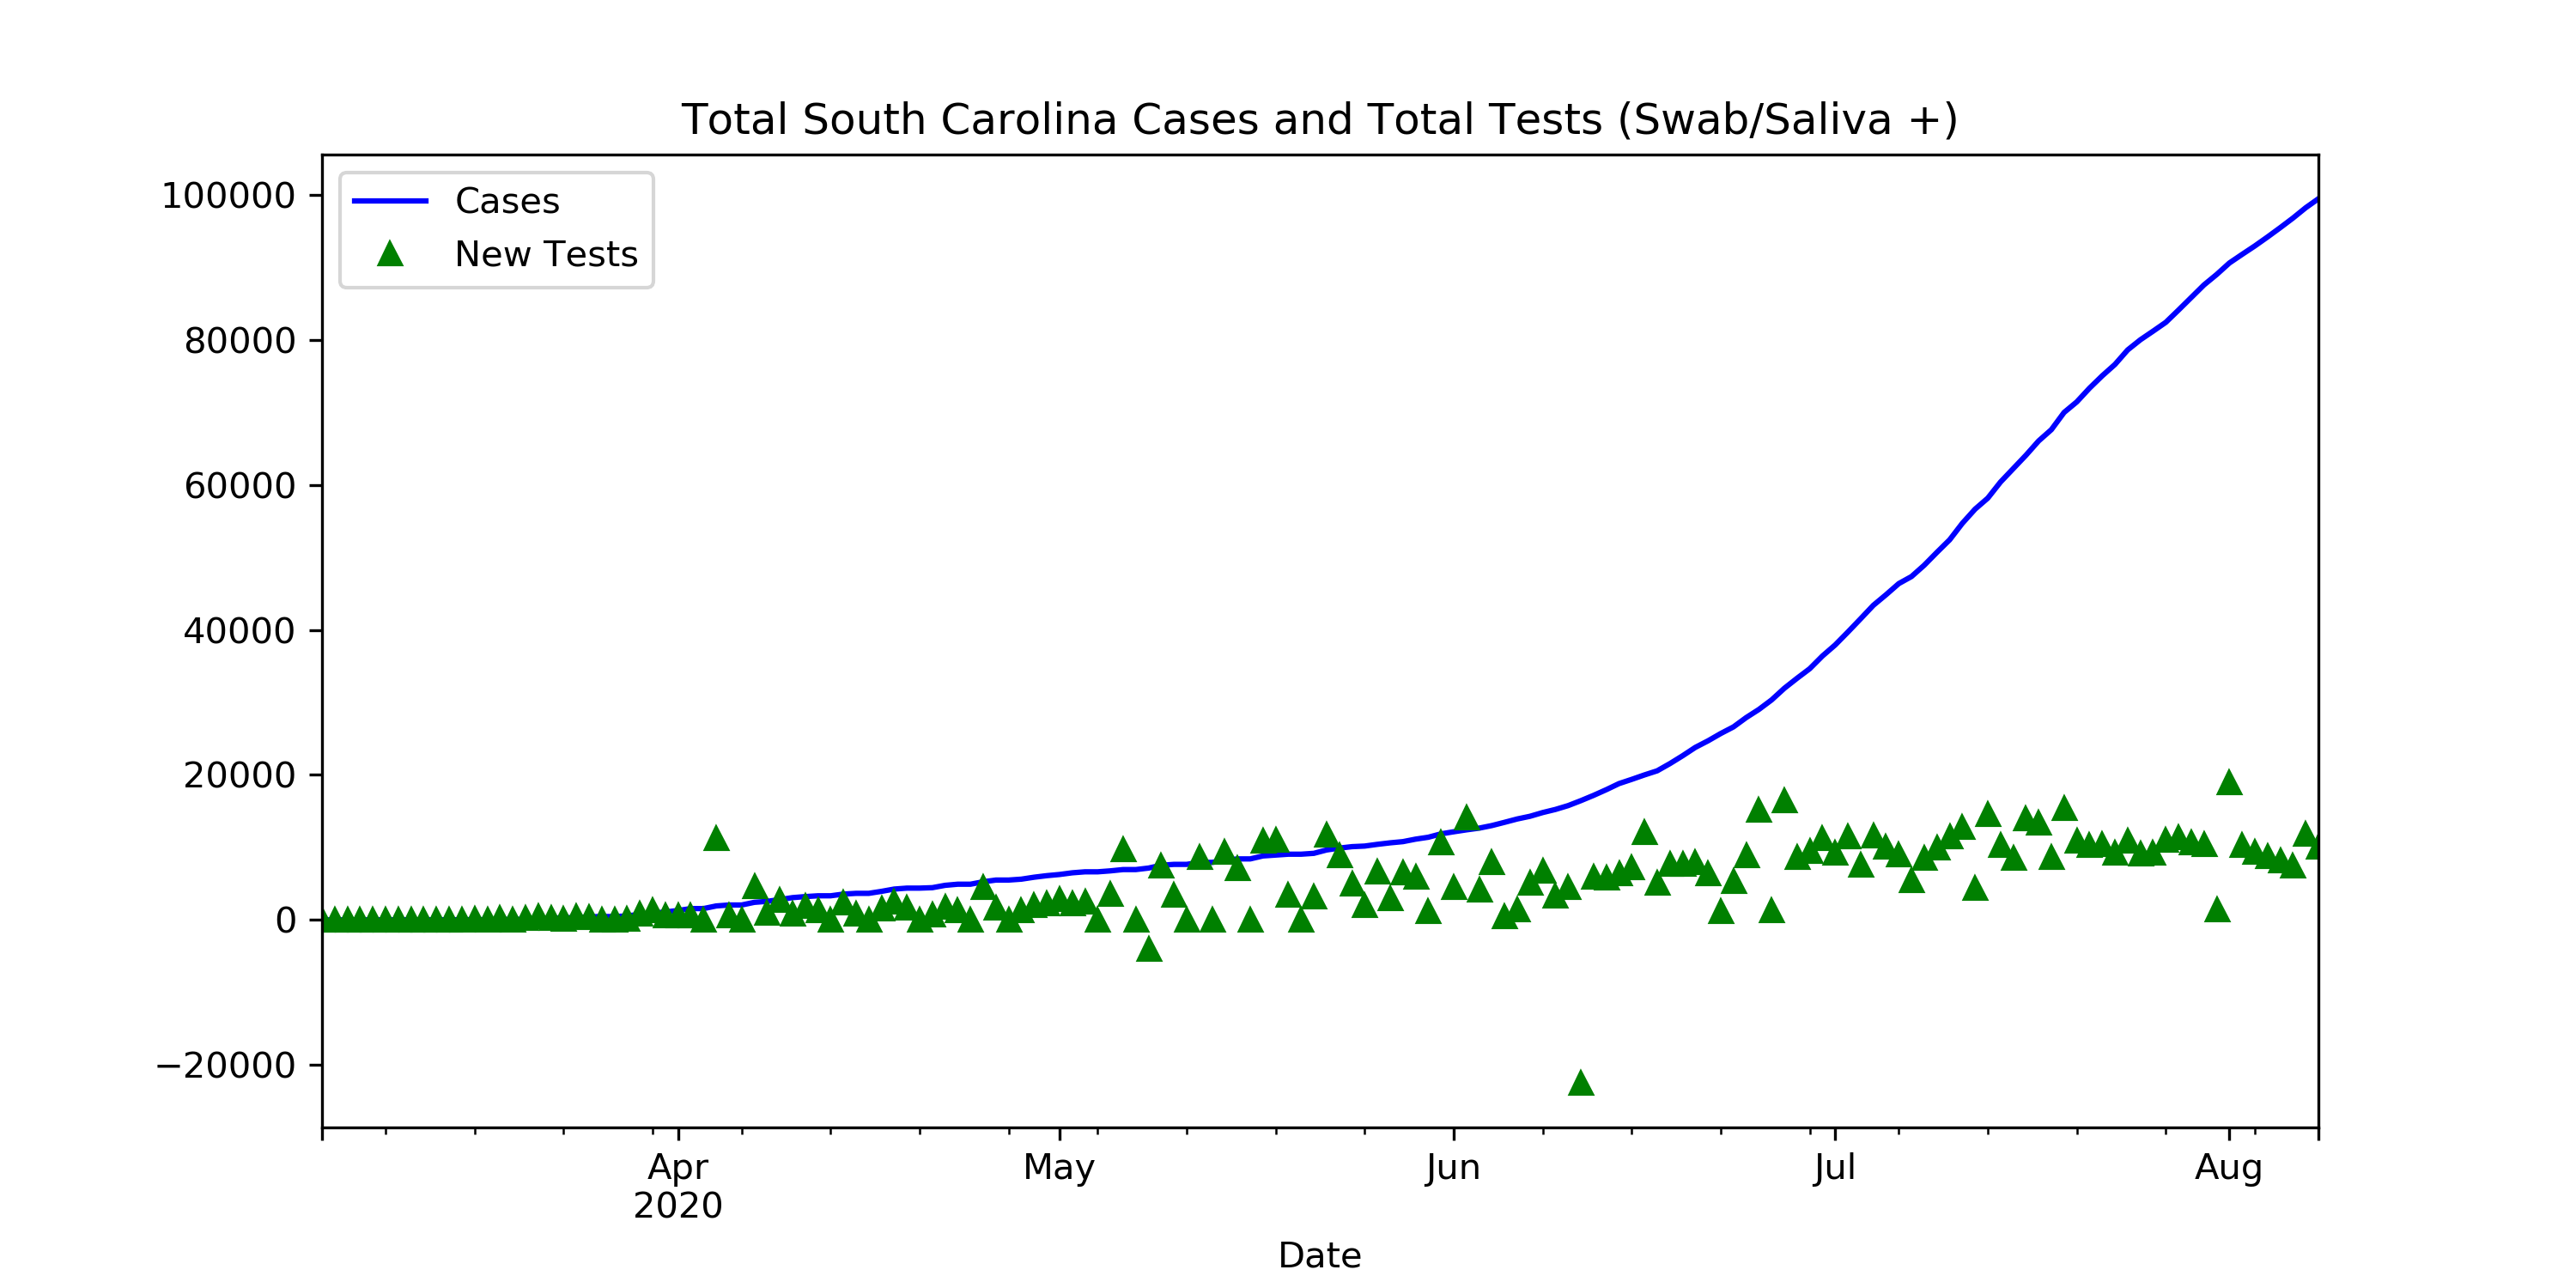 Total South Carolina Cases and Total Tests (Swab/Saliva +)
Cases
New Tests
100000
80000
60000
40000
20000
0
−20000
Apr
2020
May
Jun
Jul
Aug
Date